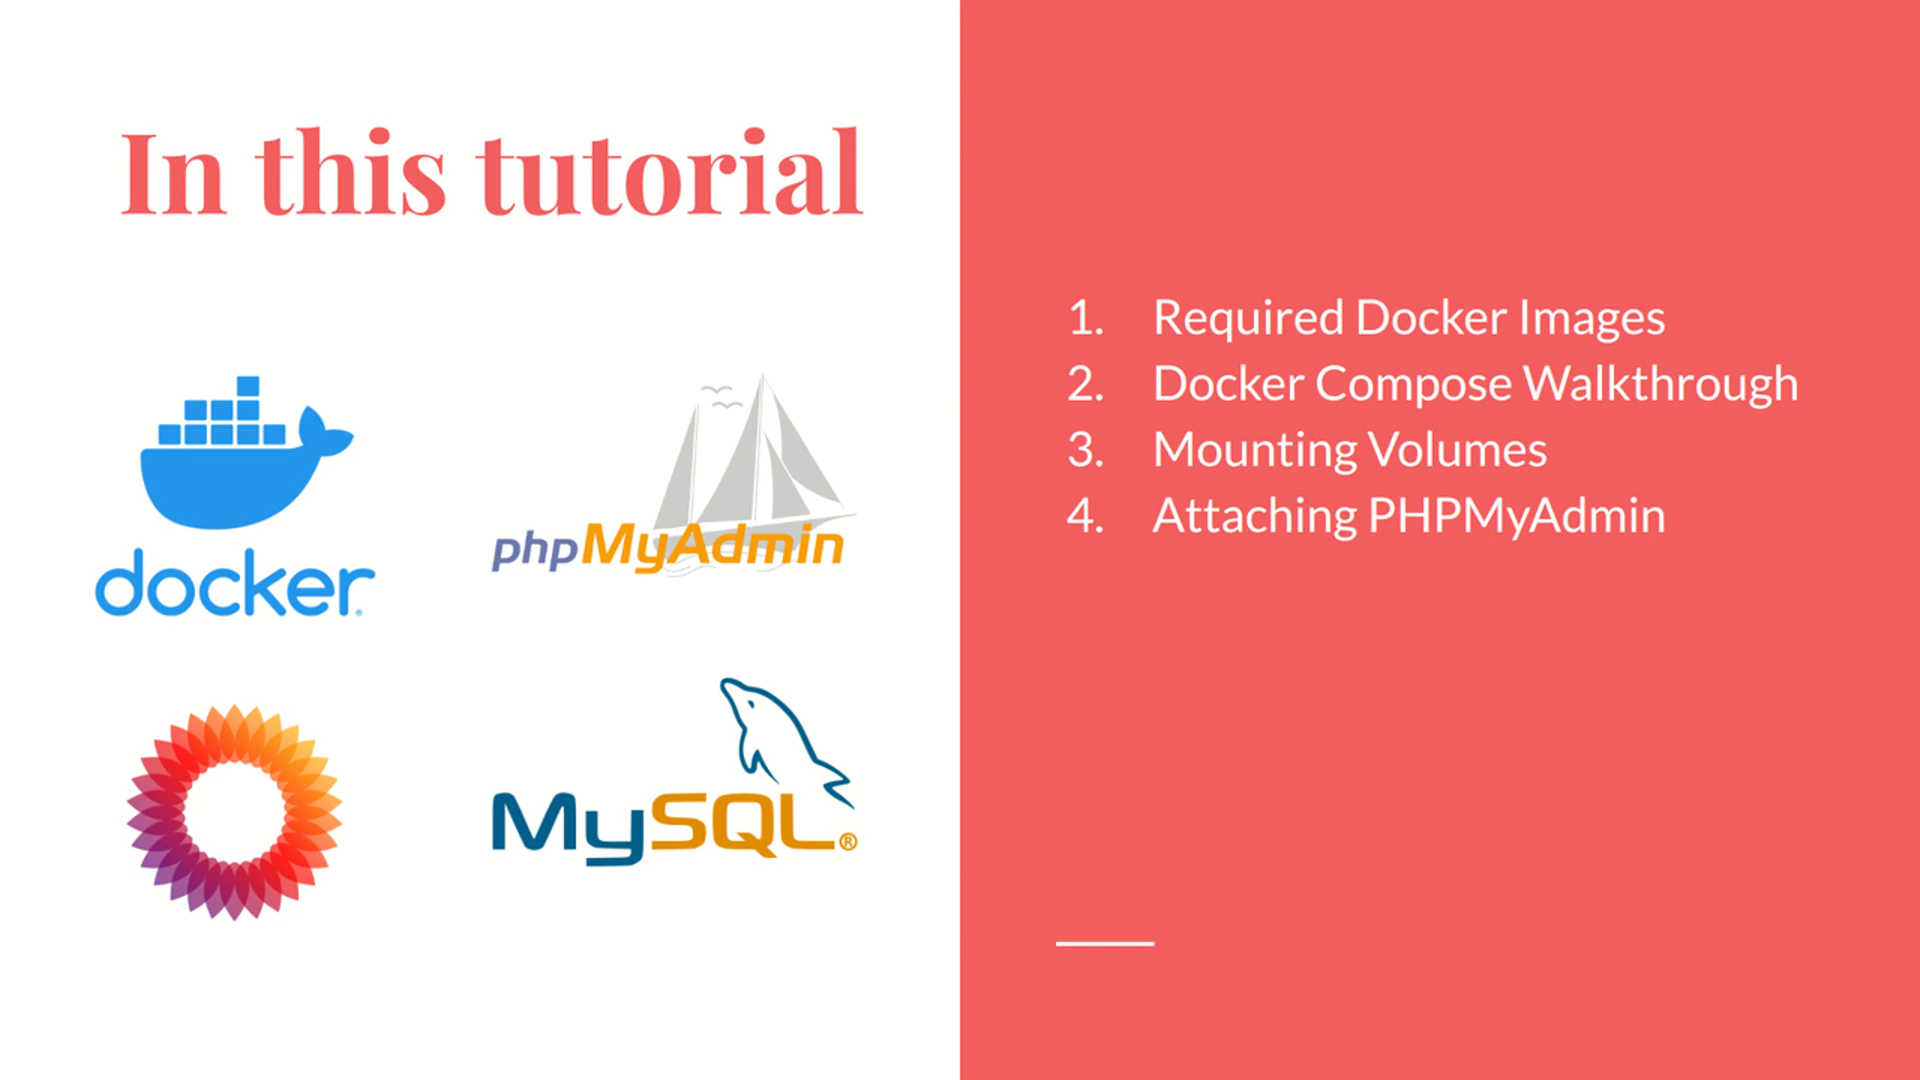 In this tutorial
docker
phpMyAdmin
MySQL®
1. Required Docker Images
2. Docker Compose Walkthrough
3. Mounting Volumes
4. Attaching PHPMyAdmin